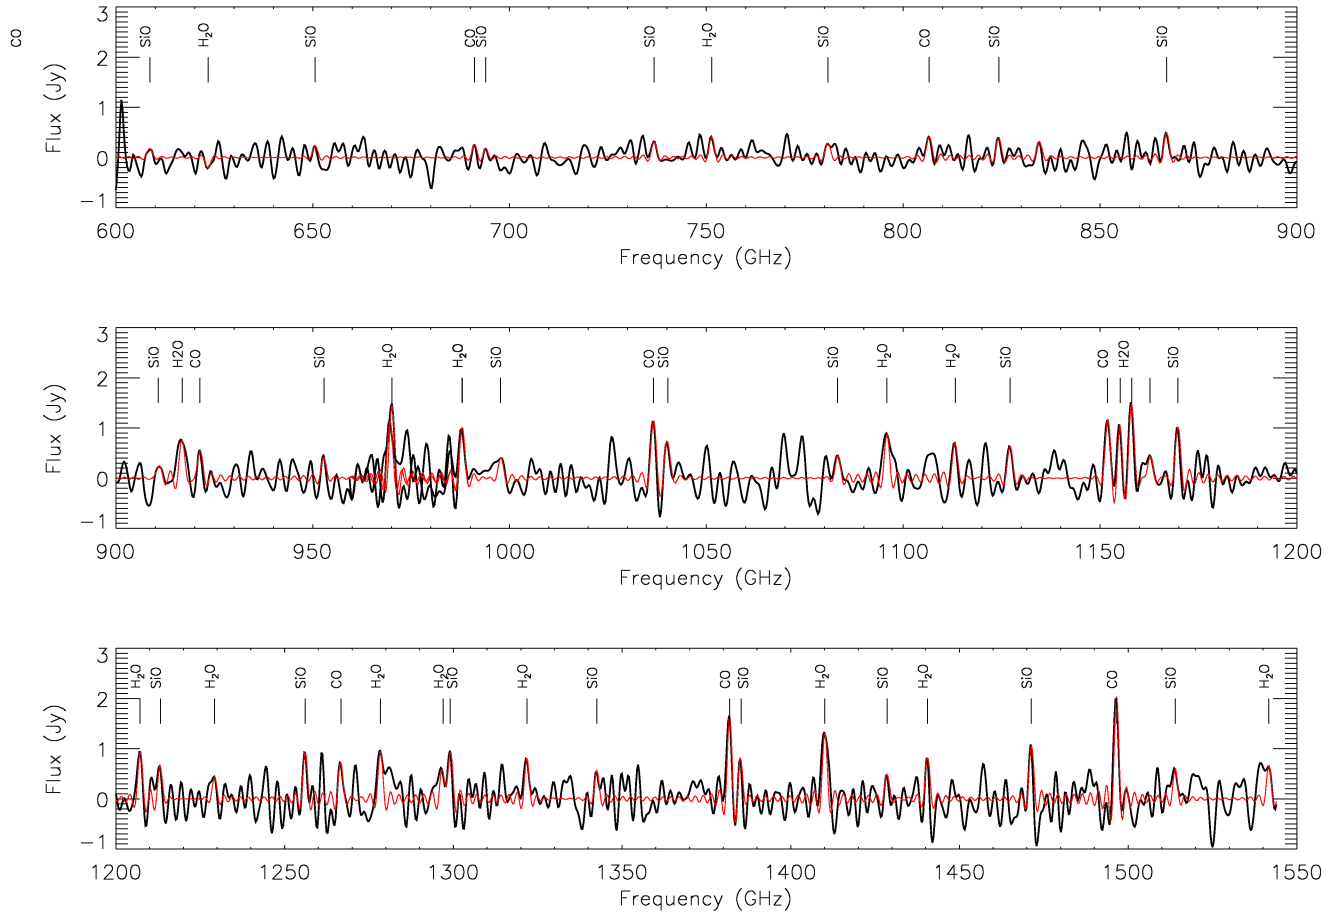 CO
3
SiO H₂O SiO CO SiO SiO H₂O SiO CO SiO SiO
2
1
0
−1
Flux (Jy)
600 650 700 750 800 850 900
Frequency (GHz)
3
SiO H2O CO SiO H₂O H₂O SiO CO SiO SiO H₂O H₂O SiO CO H2O SiO
2
1
0
−1
Flux (Jy)
900 950 1000 1050 1100 1150 1200
Frequency (GHz)
3
H₂O SiO H₂O SiO CO H₂O H₂O SiO H₂O SiO CO SiO H₂O SiO H₂O SiO CO SiO H₂O
2
1
0
−1
Flux (Jy)
1200 1250 1300 1350 1400 1450 1500 1550
Frequency (GHz)